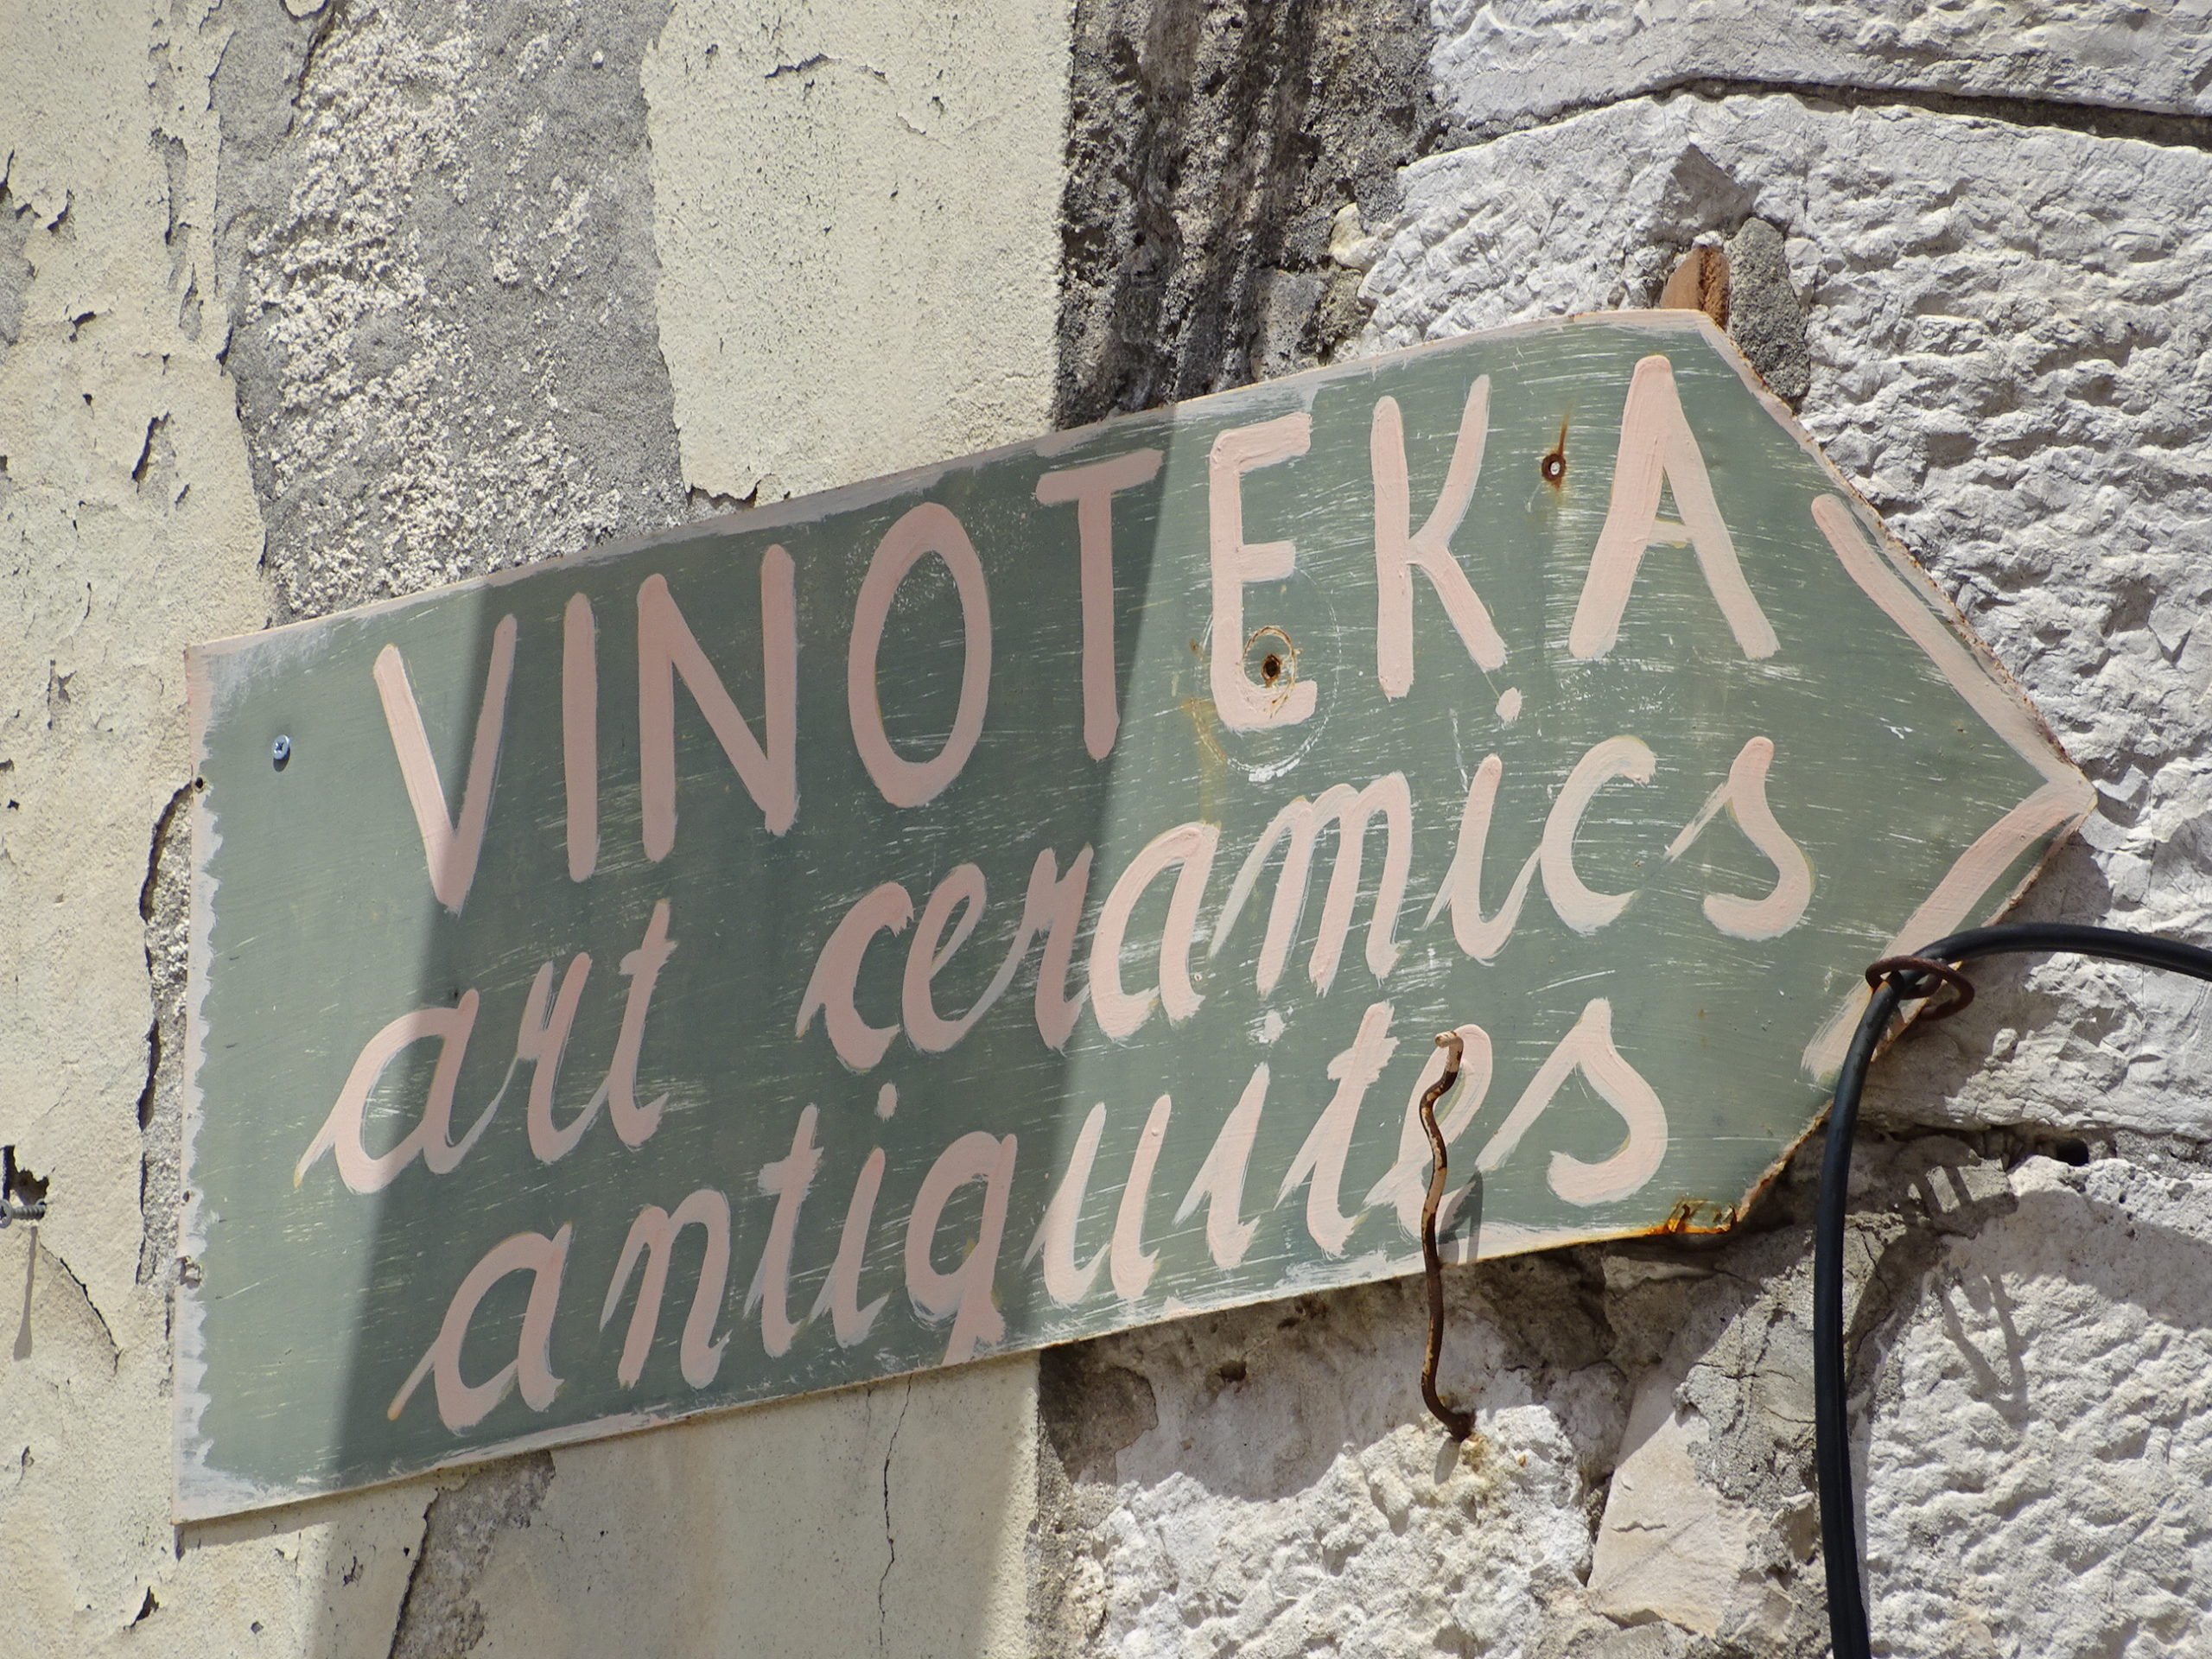 VINOTEKA
art ceramics
antiquites